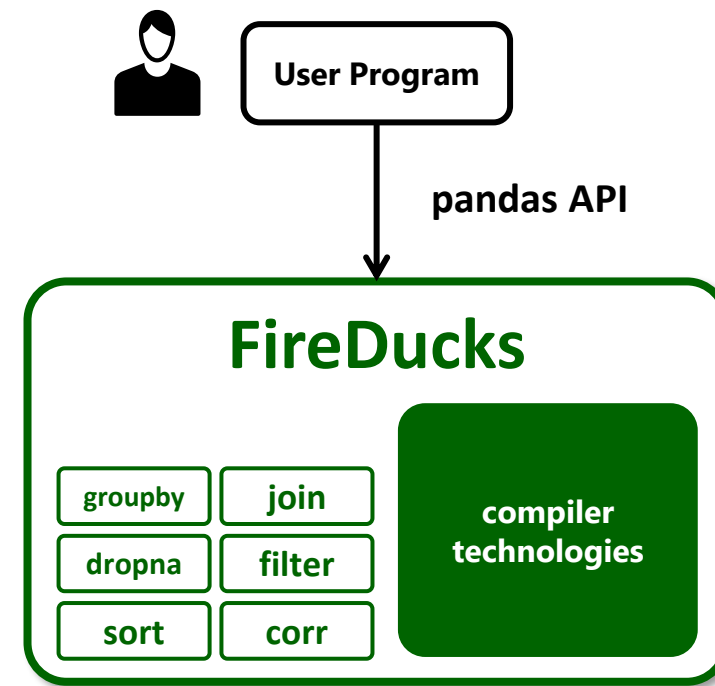 User Program
pandas API
FireDucks
groupby
join
dropna
filter
sort
corr
compiler
technologies